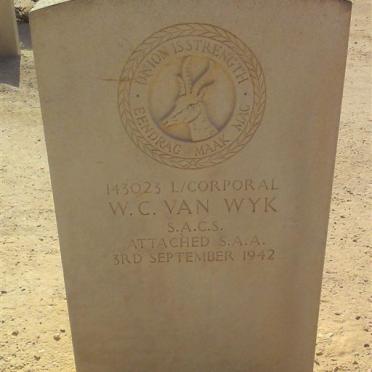 UNION IS STRENGTH
EENDRAG MAAK MAG
143023 L/CORPORAL
W. C. VAN WYK
S.A.C.S.
ATTACHED S.A.A.
3RD SEPTEMBER 1942